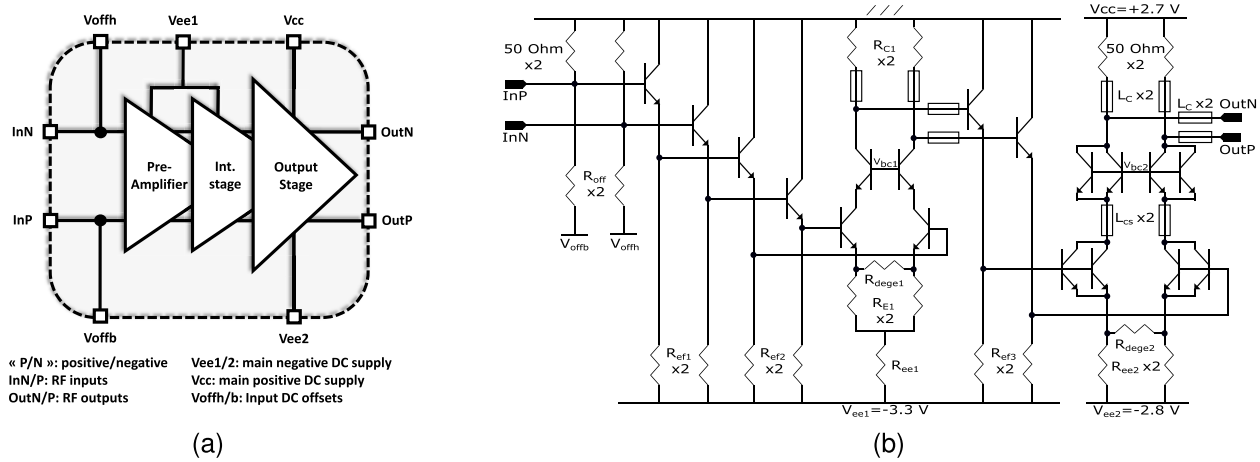 Voffh
Vee1
Vcc
InN
OutN
Pre-
Amplifier
Int.
stage
Output
Stage
InP
OutP
Voffb
Vee2
« P/N »: positive/negative
InN/P: RF inputs
OutN/P: RF outputs
Vee1/2: main negative DC supply
Vcc: main positive DC supply
Voffh/b: Input DC offsets
(a)
50 Ohm
x2
InP
InN
Roff
x2
Voffb
Voffh
RC1
x2
Vbc1
Rdege1
RE1
x2
Ref1
x2
Ref2
x2
Ree1
Ref3
x2
Vee1=-3.3 V
Vcc=+2.7 V
50 Ohm
x2
LC x2
LC x2
OutN
OutP
Vbc2
Lcs x2
Rdege2
Ree2 x2
Vee2=-2.8 V
(b)